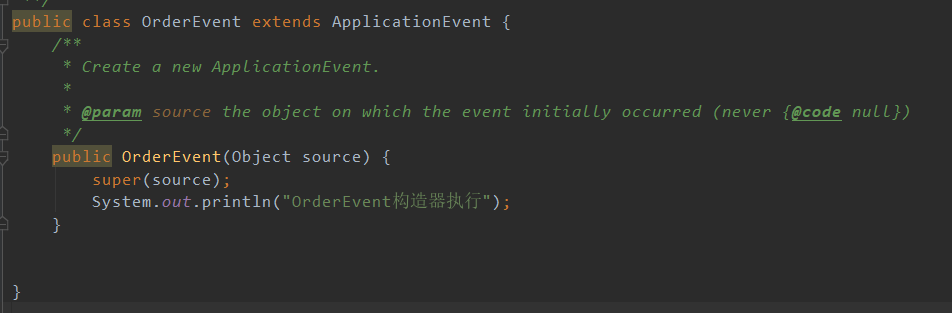 **/
public class OrderEvent extends ApplicationEvent {
/**
* Create a new ApplicationEvent.
*
* @param source the object on which the event initially occurred (never {@code null})
*/
public OrderEvent(Object source) {
super(source);
System.out.println("OrderEvent构造器执行");
}
}